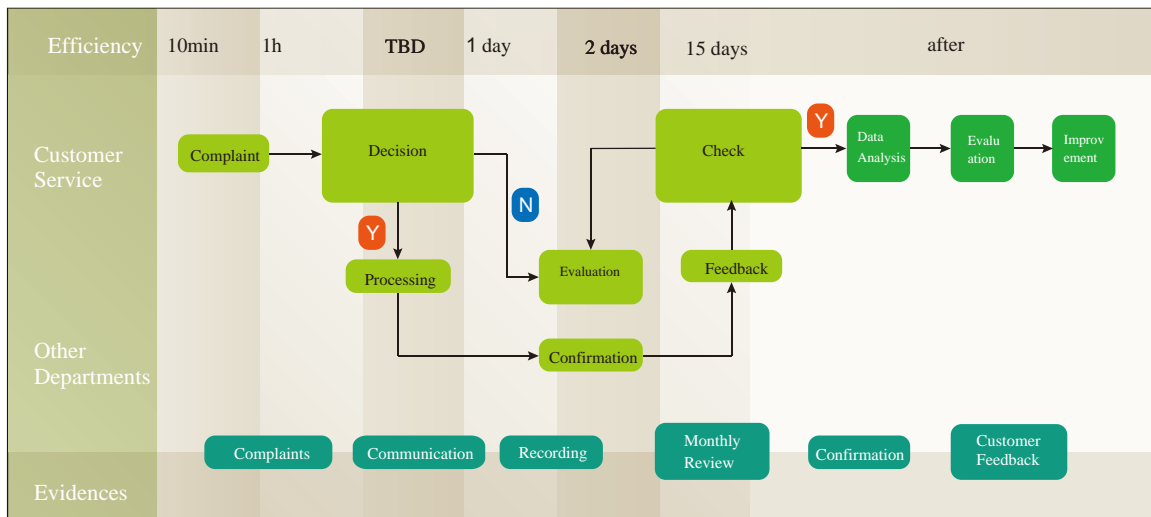 Efficiency
10min
1h
TBD
1 day
2 days
15 days
after
Customer
Service
Complaint
Decision
Check
Y
Data
Analysis
Evalu
ation
Improv
ement
N
Y
Processing
Evaluation
Feedback
Other
Departments
Confirmation
Complaints
Communication
Recording
Monthly
Review
Confirmation
Customer
Feedback
Evidences